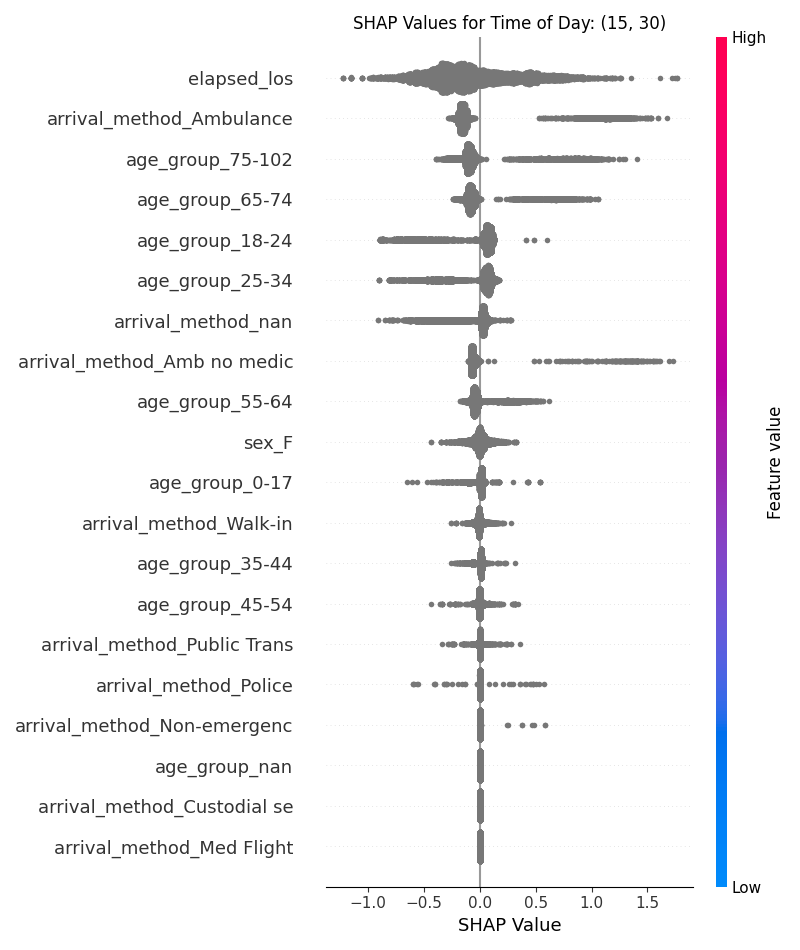 SHAP Values for Time of Day: (15, 30)
High
elapsed_los
arrival_method_Ambulance
age_group_75-102
age_group_65-74
age_group_18-24
age_group_25-34
arrival_method_nan
arrival_method_Amb no medic
age_group_55-64
sex_F
age_group_0-17
arrival_method_Walk-in
age_group_35-44
age_group_45-54
arrival_method_Public Trans
arrival_method_Police
arrival_method_Non-emergenc
age_group_nan
arrival_method_Custodial se
arrival_method_Med Flight
Feature value
Low
−1.0 −0.5 0.0 0.5 1.0 1.5
SHAP Value